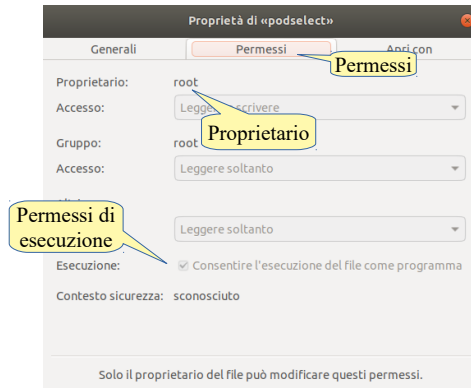 Proprietà di «podselect»
Generali Permessi Apri con
Permessi
Proprietario: root
Accesso: scrivere
Proprietario
Gruppo: root
Accesso: Leggere soltanto
Permessi di
esecuzione
Leggere soltanto
Esecuzione: Consentire l'esecuzione del file come programma
Contesto sicurezza: sconosciuto
Solo il proprietario del file può modificare questi permessi.